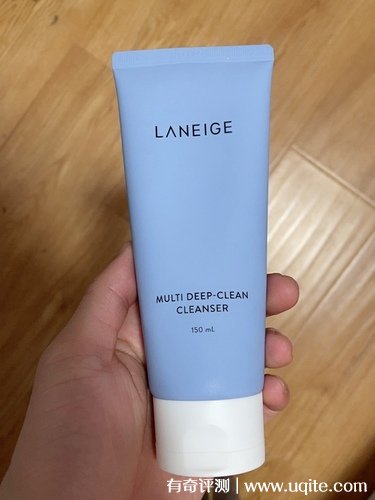 LANEIGE
MULTI DEEP-CLEAN
CLEANSER
150 mL
有奇评测 | www.uqite.com